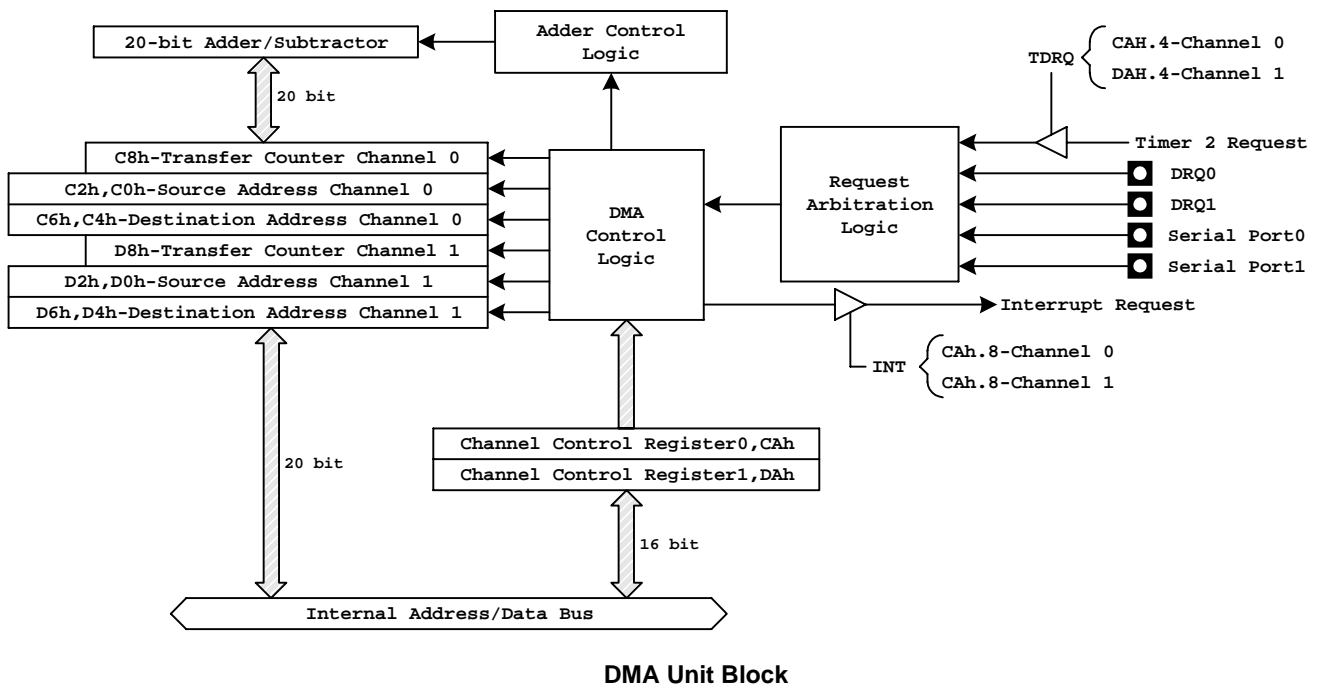 20-bit Adder/Subtractor
Adder Control
Logic
20 bit
TDRQ
CAH.4-Channel 0
DAH.4-Channel 1
C8h-Transfer Counter Channel 0
C2h,C0h-Source Address Channel 0
C6h,C4h-Destination Address Channel 0
D8h-Transfer Counter Channel 1
D2h,D0h-Source Address Channel 1
D6h,D4h-Destination Address Channel 1
DMA
Control
Logic
Request
Arbitration
Logic
Timer 2 Request
DRQ0
DRQ1
Serial Port0
Serial Port1
Interrupt Request
INT
CAh.8-Channel 0
CAh.8-Channel 1
Channel Control Register0,CAh
Channel Control Register1,DAh
20 bit
16 bit
Internal Address/Data Bus
DMA Unit Block